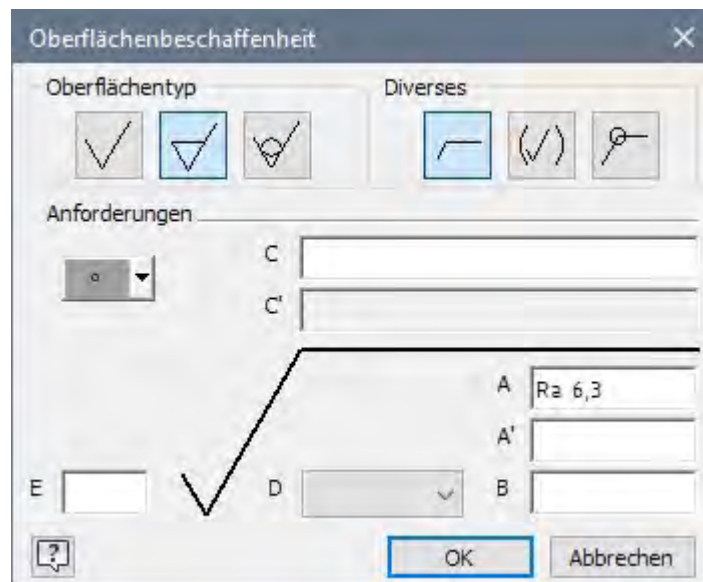 Oberflächenbeschaffenheit
Oberflächentyp
Diverses
Anforderungen
C
C'
A Ra 6,3
A'
E
D
B
OK
Abbrechen